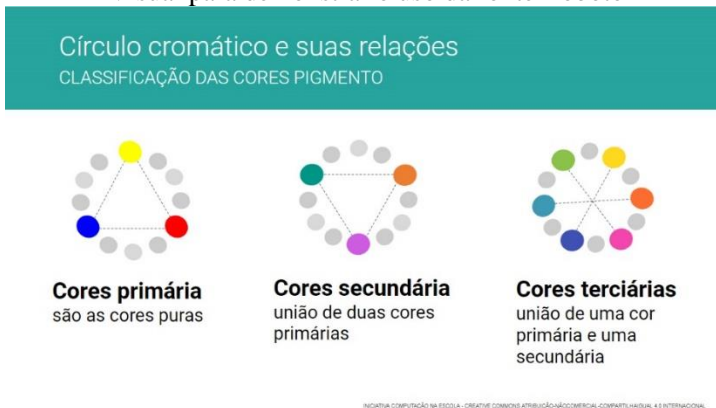 Círculo cromático e suas relações
CLASSIFICAÇÃO DAS CORES PIGMENTO
Cores primária
são as cores puras
Cores secundária
união de duas cores
primárias
Cores terciárias
união de uma cor
primária e uma
secundária
INICIATIVA COMPUTAÇÃO NA ESCOLA - CREATIVE COMMONS ATRIBUIÇÃO-NÃOCOMERCIAL-COMPARTILHAIGUAL 4.0 INTERNACIONAL